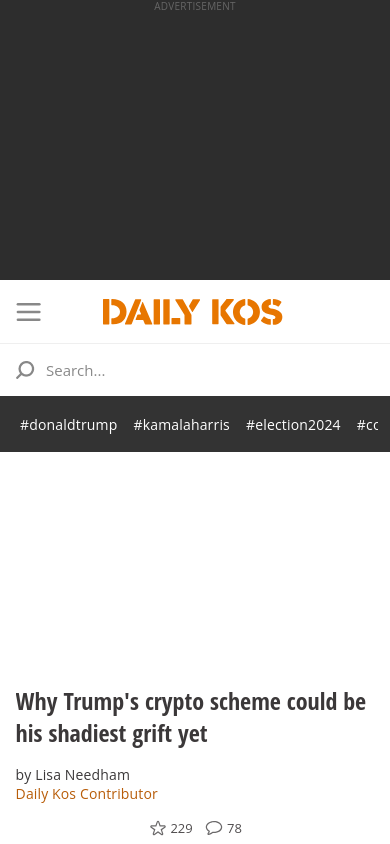 ADVERTISEMENT
DAILY KOS
Search...
#donaldtrump #kamalaharris #election2024
Why Trump's crypto scheme could be
his shadiest grift yet
by Lisa Needham
Daily Kos Contributor
229 78